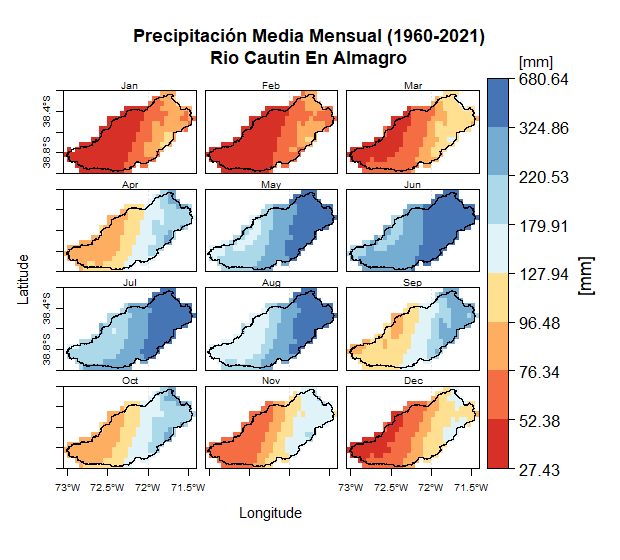 Precipitación Media Mensual (1960-2021)
Rio Cautin En Almagro
[mm]
Jan Feb Mar
Apr May Jun
Jul Aug Sep
Oct Nov Dec
38.4°S
38.8°S
38.4°S
38.8°S
Latitude
680.64
324.86
220.53
179.91
127.94
96.48
76.34
52.38
27.43
[mm]
73°W 72.5°W 72°W 71.5°W 73°W 72.5°W 72°W 71.5°W
Longitude